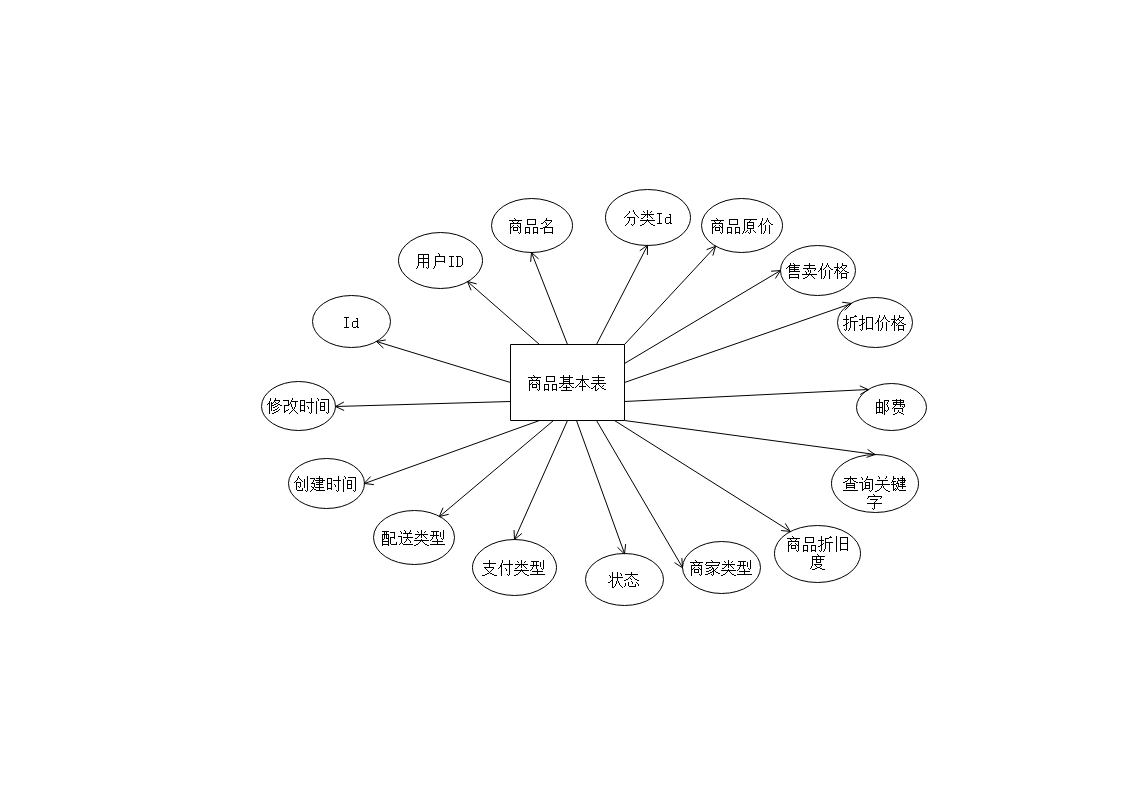 分类Id
商品名
商品原价
用户ID
售卖价格
Id
折扣价格
商品基本表
修改时间
邮费
创建时间
查询关键
字
配送类型
商品折旧
度
支付类型
状态
商家类型